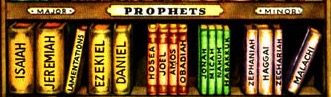 MAJOR
PROPHETS
MINOR
ISAIAH
JEREMIAH
LAMENTATIONS
EZEKIEL
DANIEL
HOSEA
JOEL
AMOS
OBADIAH
JONAH
MICAH
NAHUM
HABAKKUK
ZEPHANIAH
HAGGAI
ZECHARIAH
MALACHI